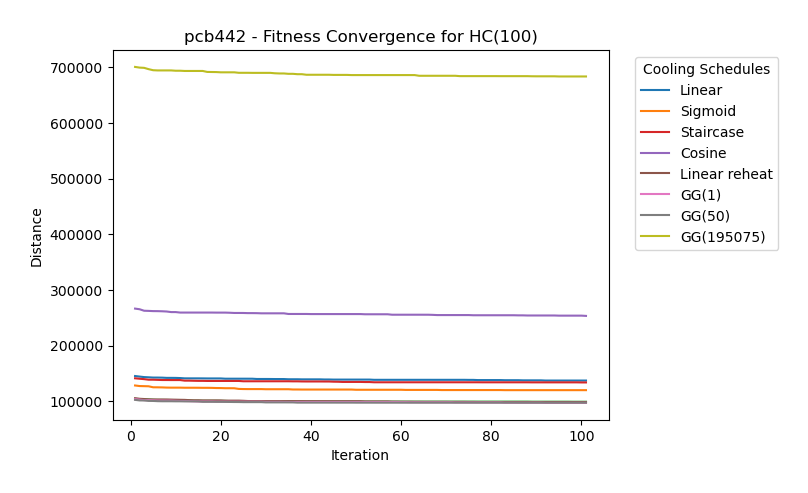 pcb442 - Fitness Convergence for HC(100)
700000
600000
500000
400000
300000
200000
100000
Distance
0
20
40
60
80
100
Iteration
Cooling Schedules
Linear
Sigmoid
Staircase
Cosine
Linear reheat
GG(1)
GG(50)
GG(195075)